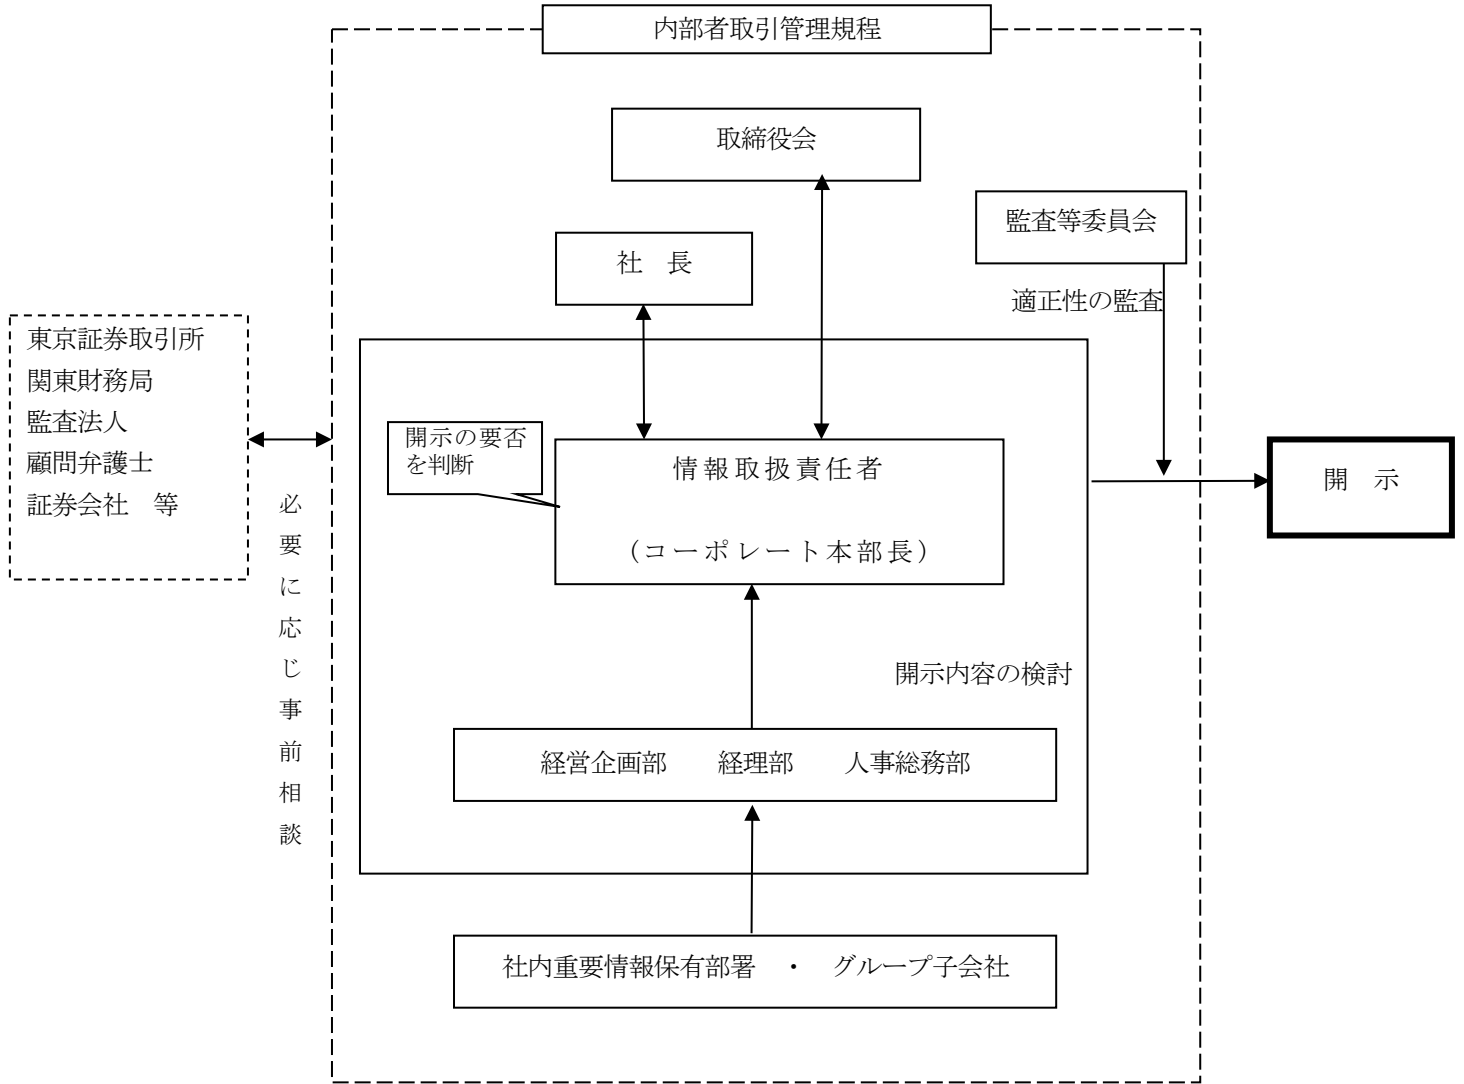 内部者取引管理規程
取締役会
監査等委員会
社　長
適正性の監査
東京証券取引所
関東財務局
監査法人
顧問弁護士
証券会社　等
必要に応じ事前相談
開示の要否
を判断
情報取扱責任者
（コーポレート本部長）
開　示
開示内容の検討
経営企画部　　経理部　　人事総務部
社内重要情報保有部署　・　グループ子会社